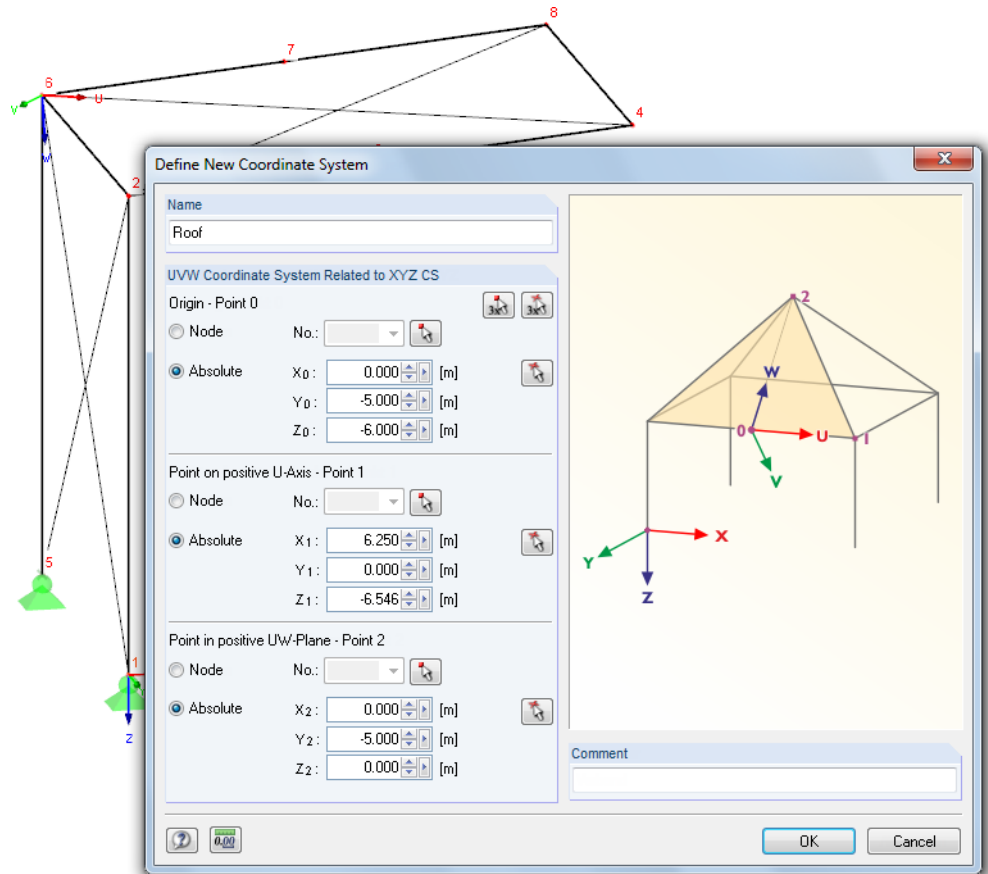 8
7
6
V
U
W
4
2
Define New Coordinate System
Name
Roof
UVW Coordinate System Related to XYZ CS
Origin - Point 0
3x 3x
Node No.:
Absolute X0 : 0.000 [m]
Y0 : -5.000 [m]
Z0 : -6.000 [m]
Point on positive U-Axis - Point 1
Node No.:
Absolute X1 : 6.250 [m]
Y1 : 0.000 [m]
Z1 : -6.546 [m]
Point in positive UW-Plane - Point 2
Node No.:
Absolute X2 : 0.000 [m]
Y2 : -5.000 [m]
Z2 : 0.000 [m]
2
W
0 U 1
V
X
Y
Z
5
1
Z
Comment
0.00
OK Cancel